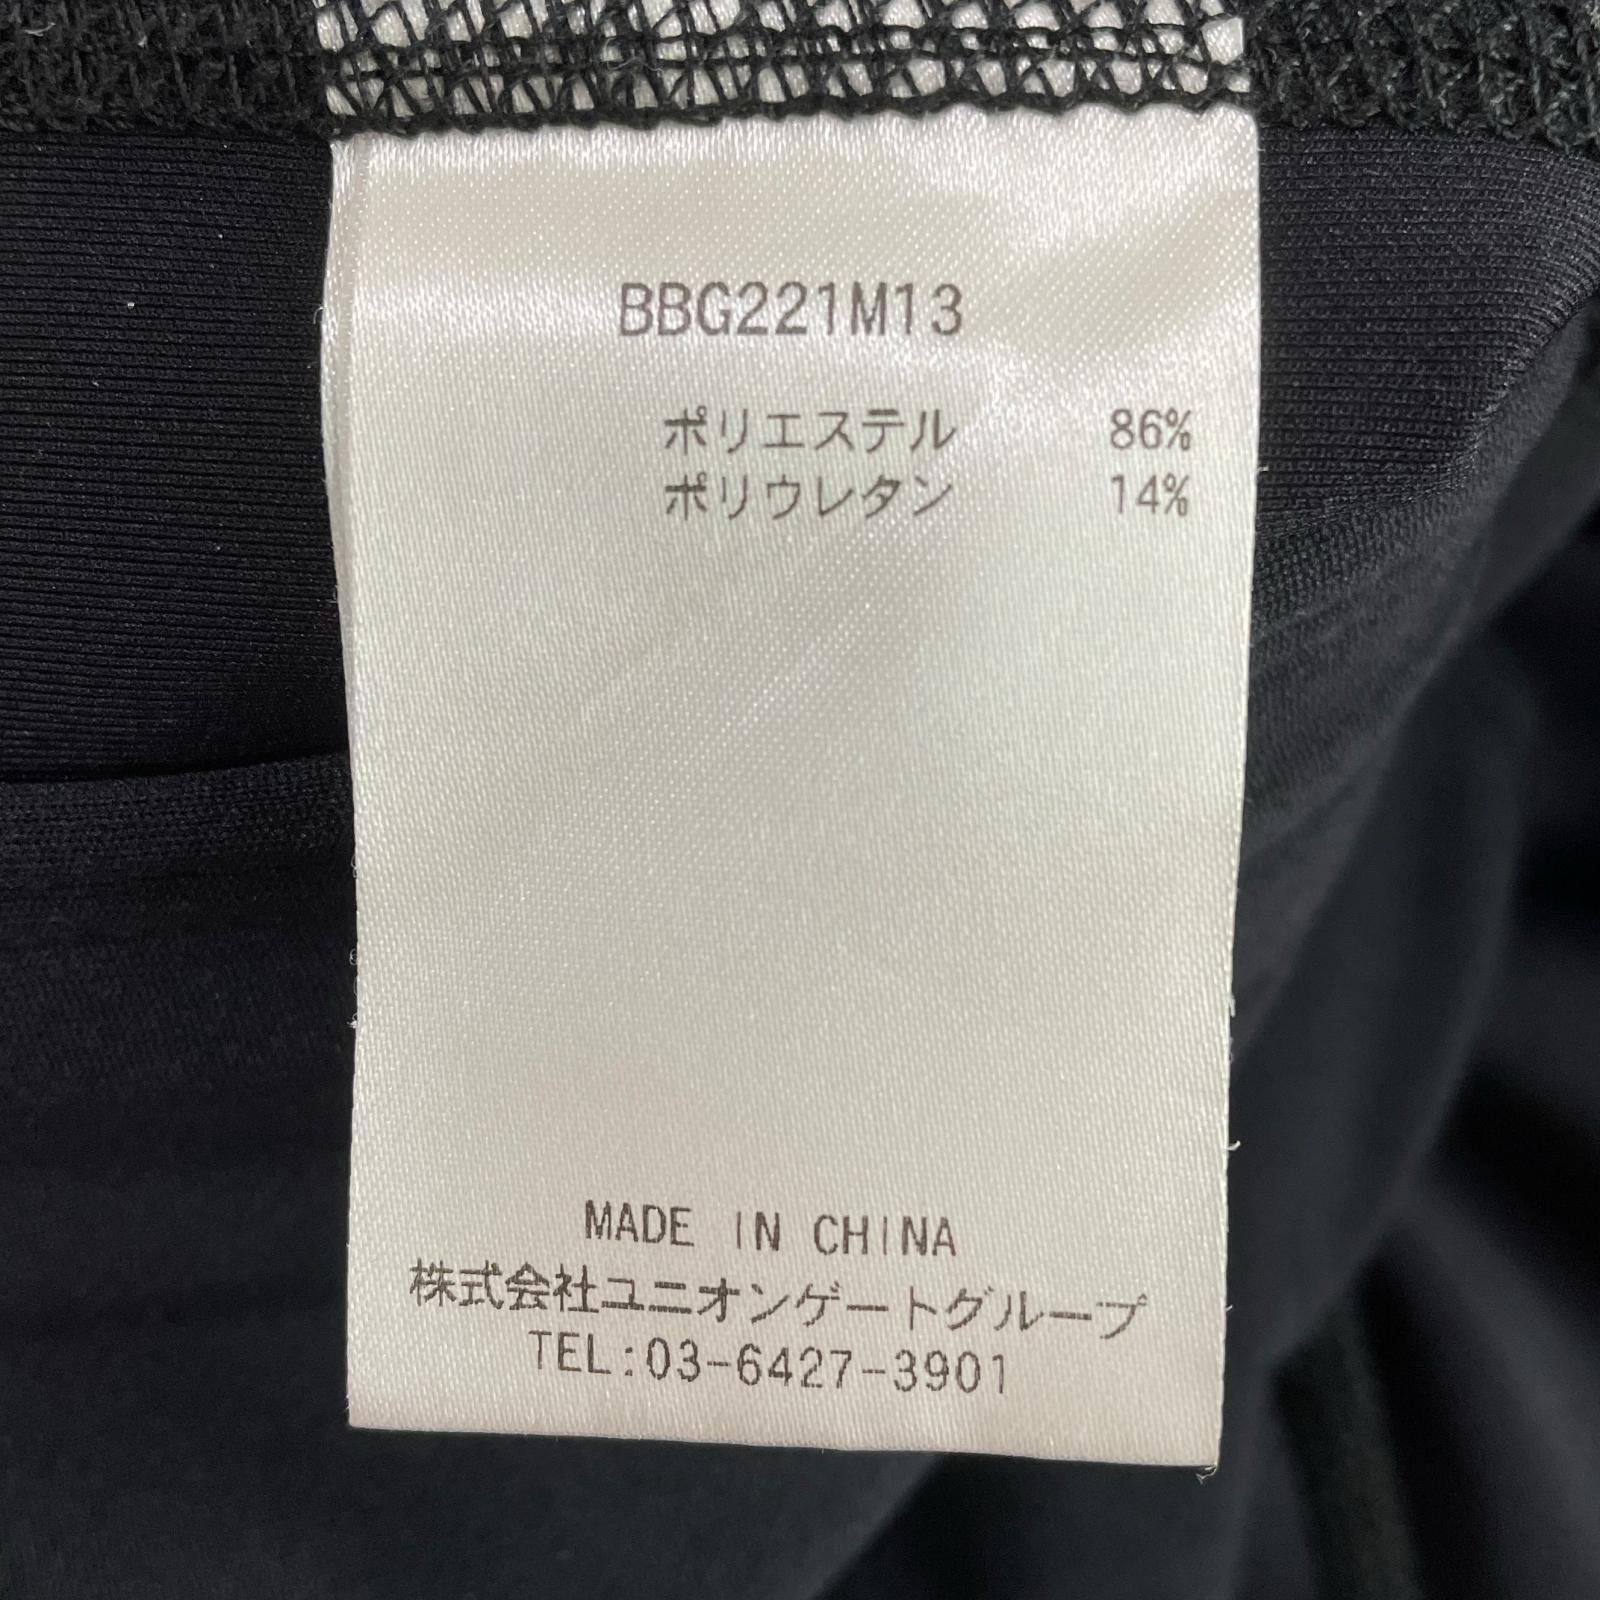 BBG221M13
ポリエステル 86%
ポリウレタン 14%
MADE IN CHINA
株式会社ユニオンゲートグループ
TEL:03-6427-3901